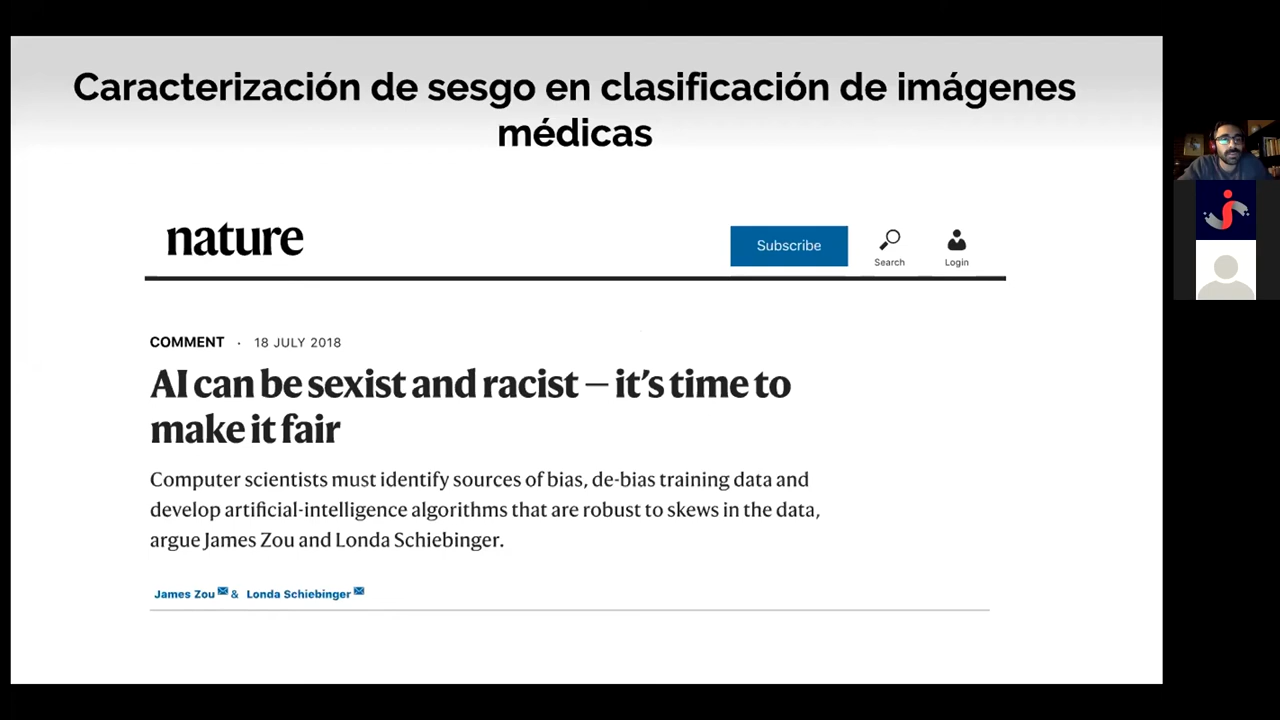 Caracterización de sesgo en clasificación de imágenes
médicas
nature
Subscribe
Search
Login
COMMENT · 18 JULY 2018
AI can be sexist and racist — it's time to
make it fair
Computer scientists must identify sources of bias, de-bias training data and
develop artificial-intelligence algorithms that are robust to skews in the data,
argue James Zou and Londa Schiebinger.
James Zou & Londa Schiebinger